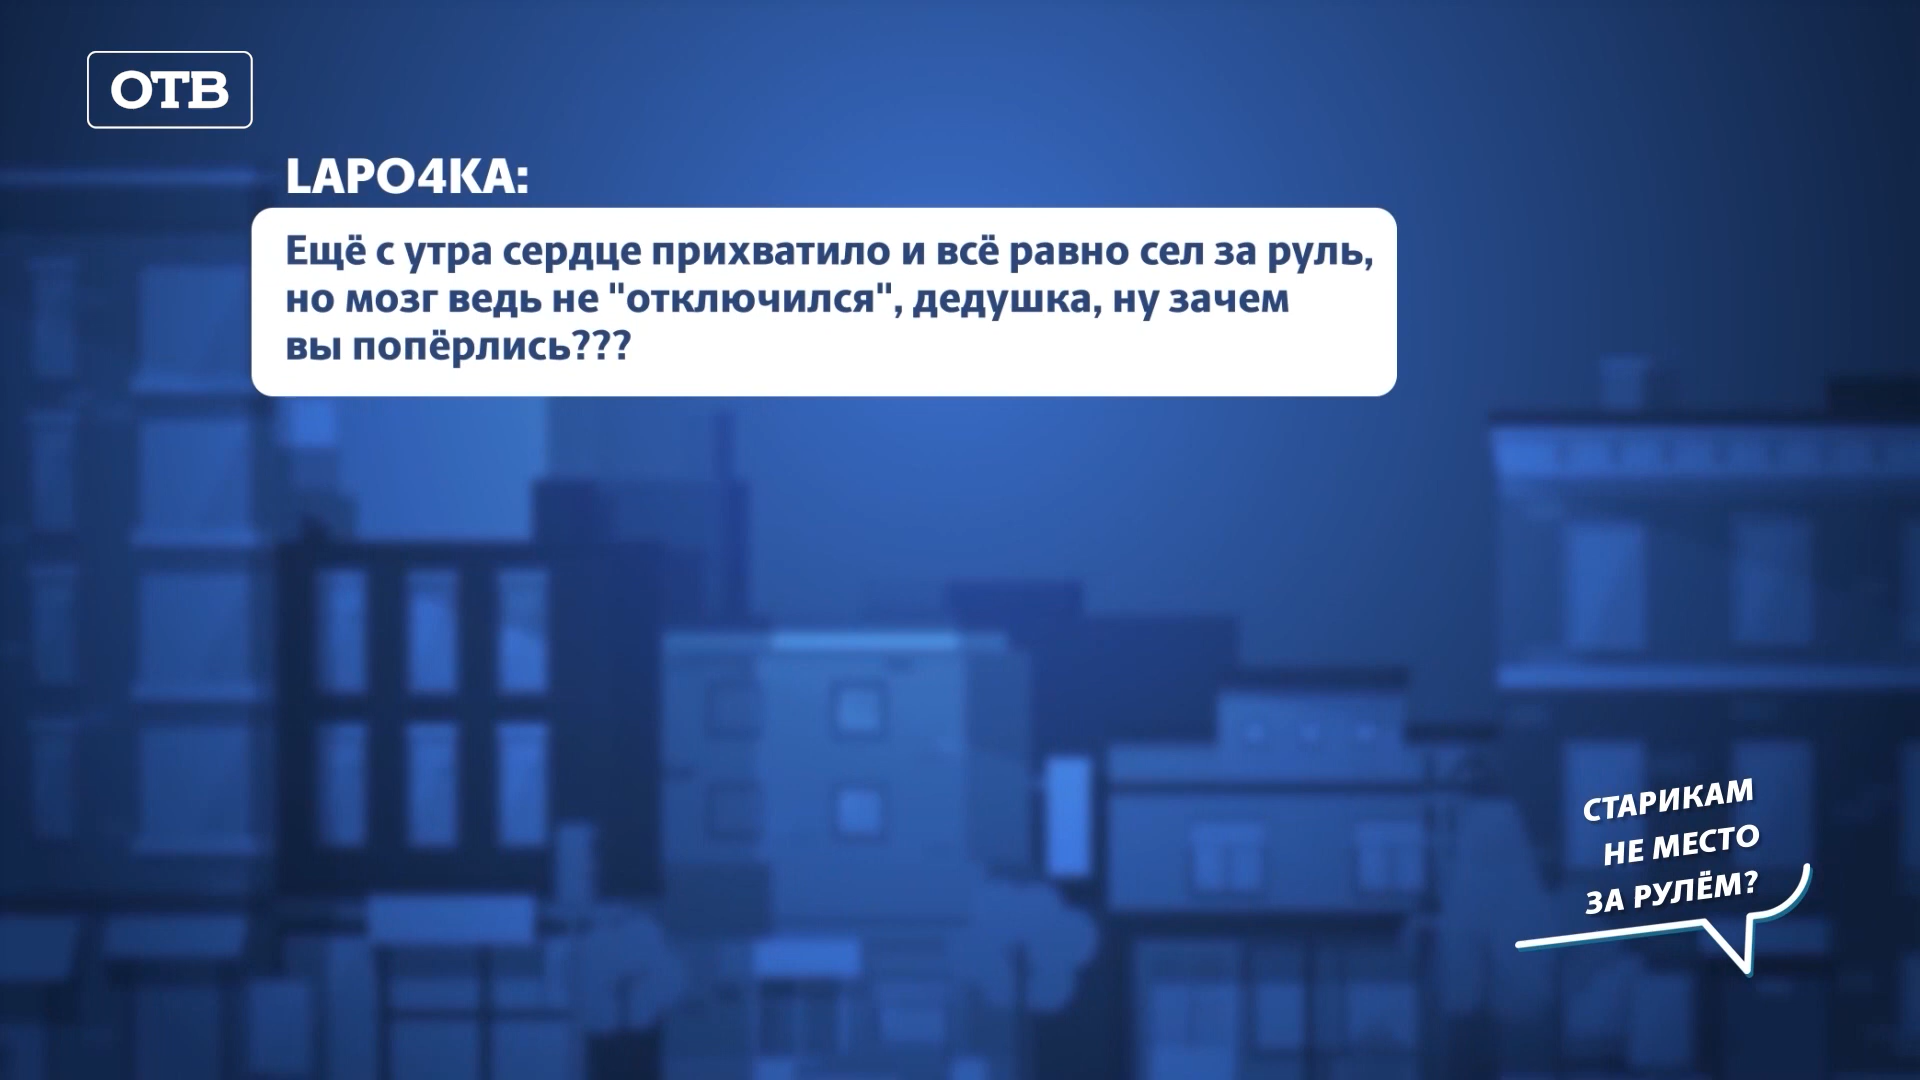 ОТВ
LAPO4KA:
Ещё с утра сердце прихватило и всё равно сел за руль,
но мозг ведь не "отключился", дедушка, ну зачем
вы попёрлись???
СТАРИКАМ
НЕ МЕСТО
ЗА РУЛЁМ?